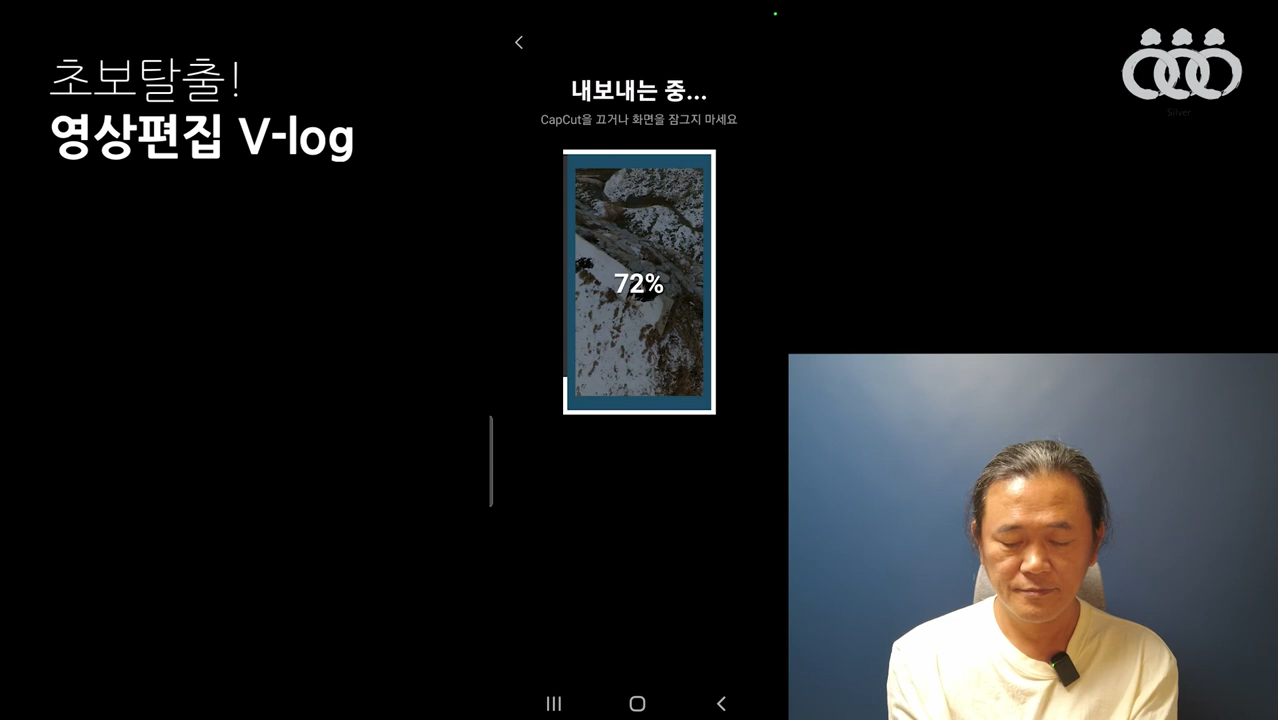 초보탈출!
영상편집 V-log
내보내는 중...
CapCut을 끄거나 화면을 잠그지 마세요
72%
Silver